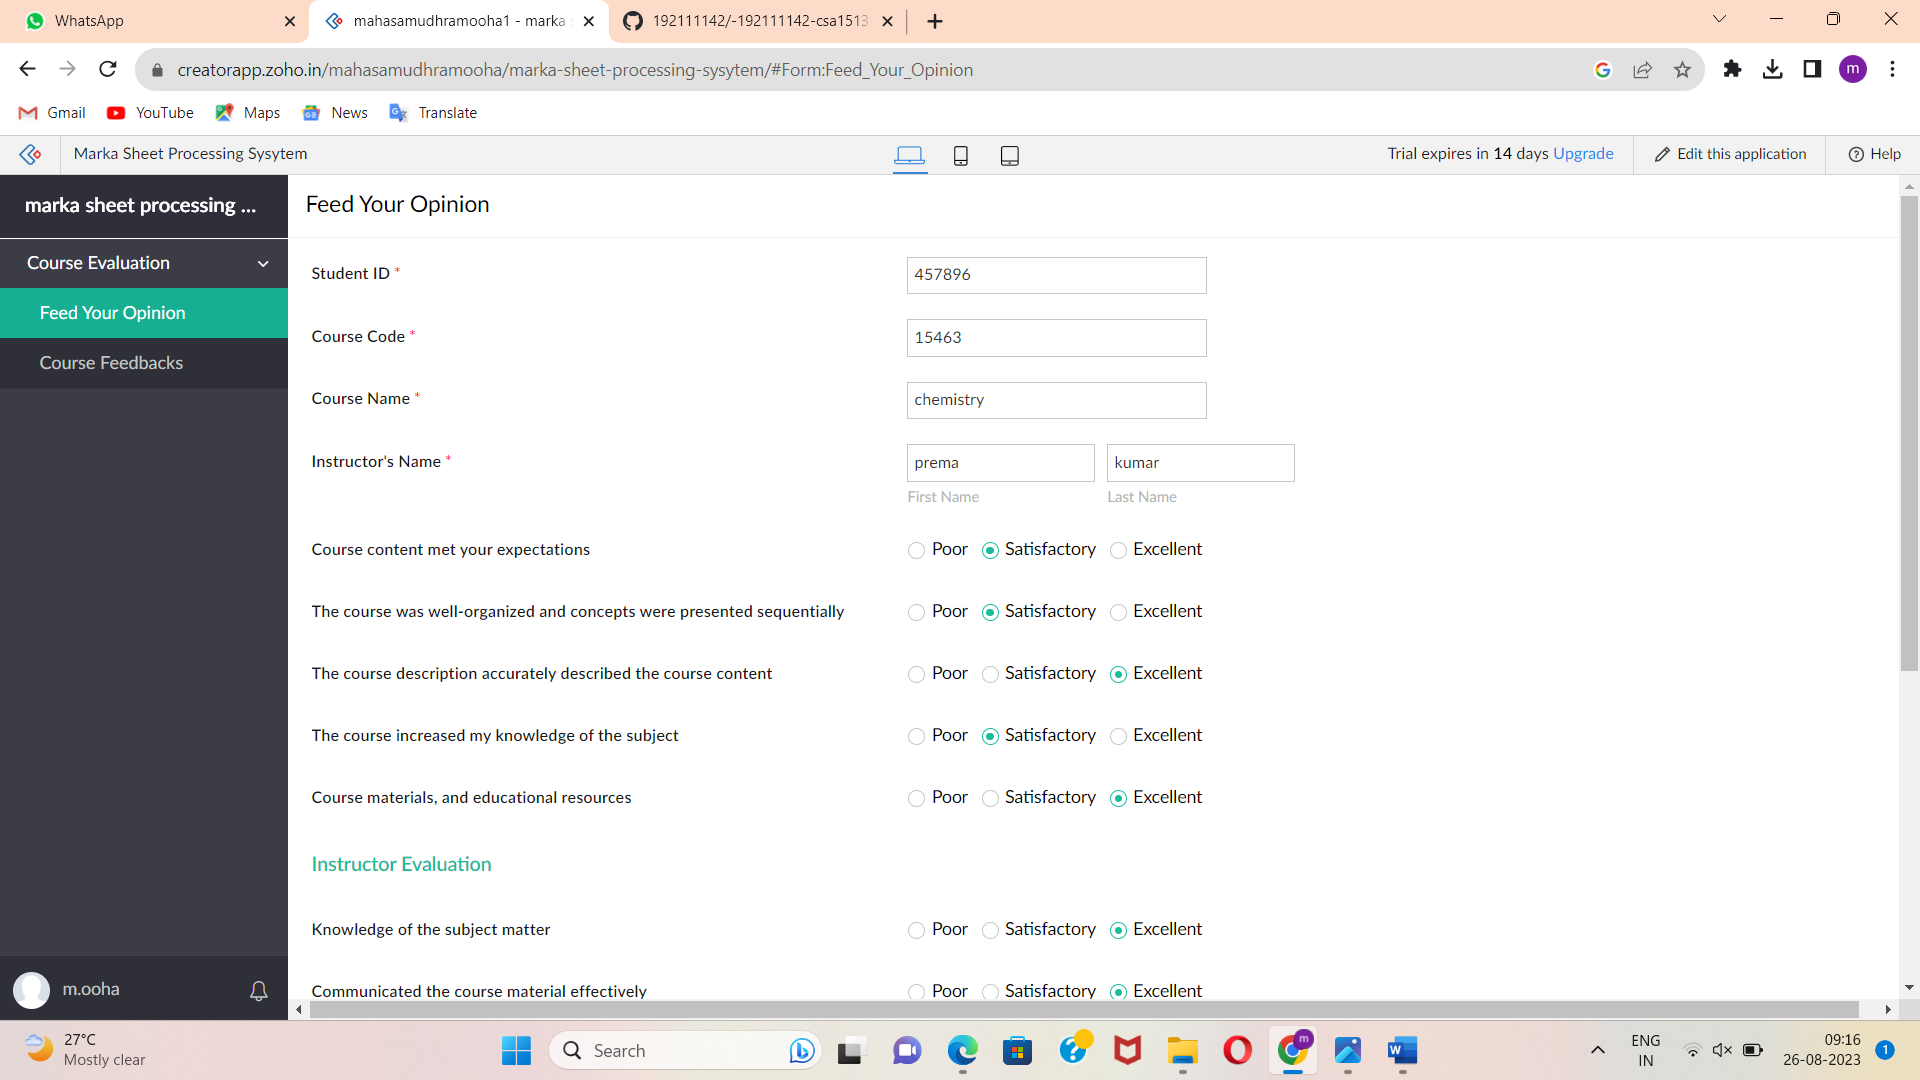 WhatsApp
mahasamudhramooha1 - marka
192111142/-192111142-csa1513
creatorapp.zoho.in/mahasamudhramooha/marka-sheet-processing-sysytem/#Form:Feed_Your_Opinion
m
Gmail
YouTube
Maps
News
Translate
Marka Sheet Processing Sysytem
Trial expires in 14 days Upgrade
Edit this application
Help
marka sheet processing ...
Course Evaluation
Feed Your Opinion
Course Feedbacks
m.ooha
Feed Your Opinion
Student ID * 457896
Course Code * 15463
Course Name * chemistry
Instructor's Name * prema kumar
First Name Last Name
Course content met your expectations Poor Satisfactory Excellent
The course was well-organized and concepts were presented sequentially Poor Satisfactory Excellent
The course description accurately described the course content Poor Satisfactory Excellent
The course increased my knowledge of the subject Poor Satisfactory Excellent
Course materials, and educational resources Poor Satisfactory Excellent
Instructor Evaluation
Knowledge of the subject matter Poor Satisfactory Excellent
Communicated the course material effectively Poor Satisfactory Excellent
27°C
Mostly clear
Search
m
ENG
IN
09:16
26-08-2023
1